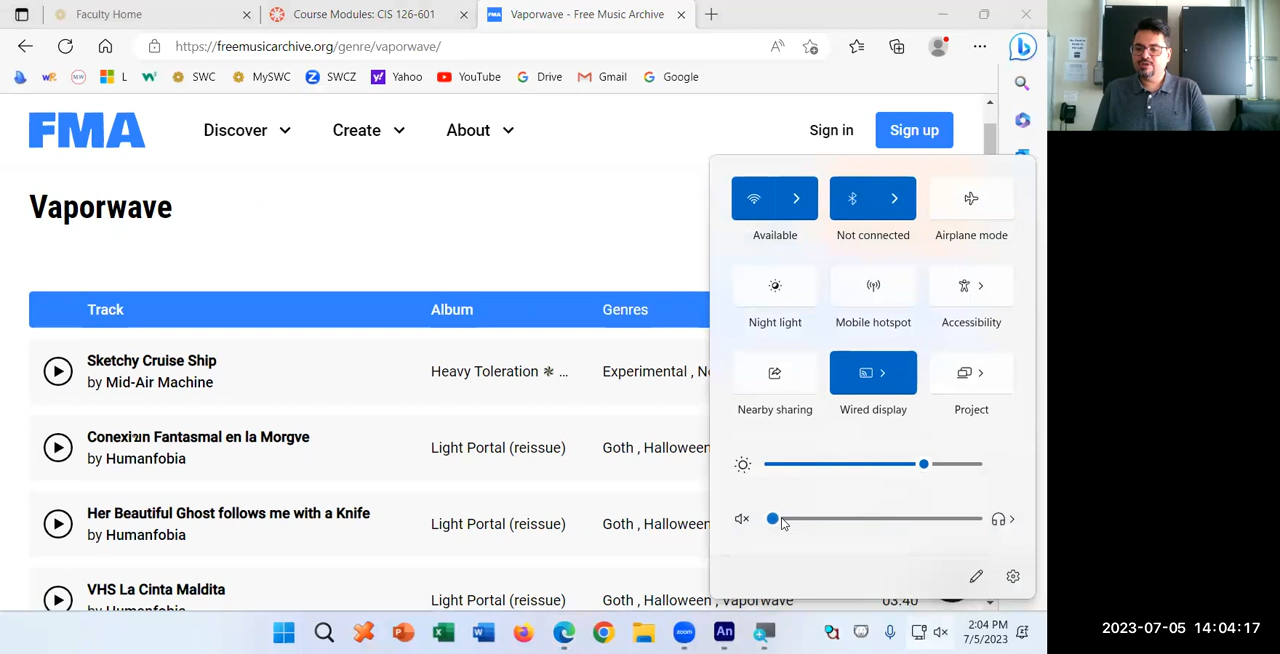 Faculty Home
Course Modules: CIS 126-601
FMA
Vaporwave - Free Music Archive
https://freemusicarchive.org/genre/vaporwave/
L
SWC
MySWC
SWCZ
Yahoo
YouTube
Drive
Gmail
Google
FMA
Discover
Create
About
Sign in
Sign up
Vaporwave
Track
Album
Genres
Sketchy Cruise Ship
by Mid-Air Machine
Heavy Toleration ✵ ...
Experimental , No
Her Beautiful Ghost follows me with a Knife
by Humanfobia
Light Portal (reissue)
Goth , Halloween
by Humanfobia
Light Portal (reissue)
Goth , Halloween
VHS La Cinta Maldita
Light Portal (reissue)
Goth , Halloween , Vaporwave
03:40
Available
Not connected
Airplane mode
Night light
Mobile hotspot
Accessibility
Nearby sharing
Wired display
Project
zoom
An
2:04 PM
7/5/2023
2023-07-05 14:04:17